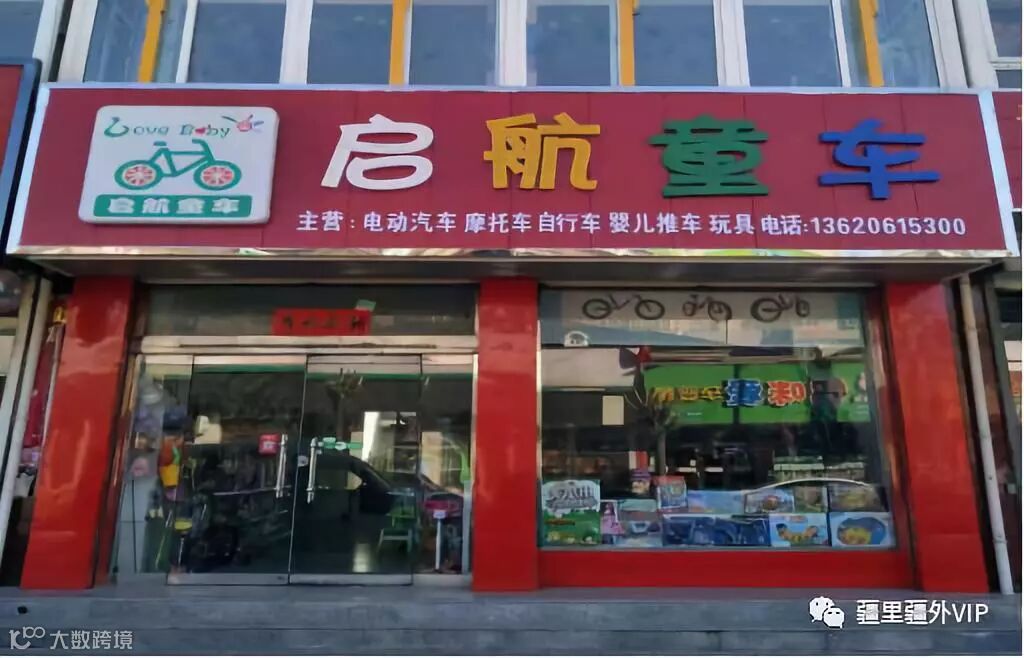 Love Baby
启航童车
启航童车
主营：电动汽车 摩托车 自行车 婴儿推车 玩具 电话:13620615300
疆里疆外VIP
大数跨境